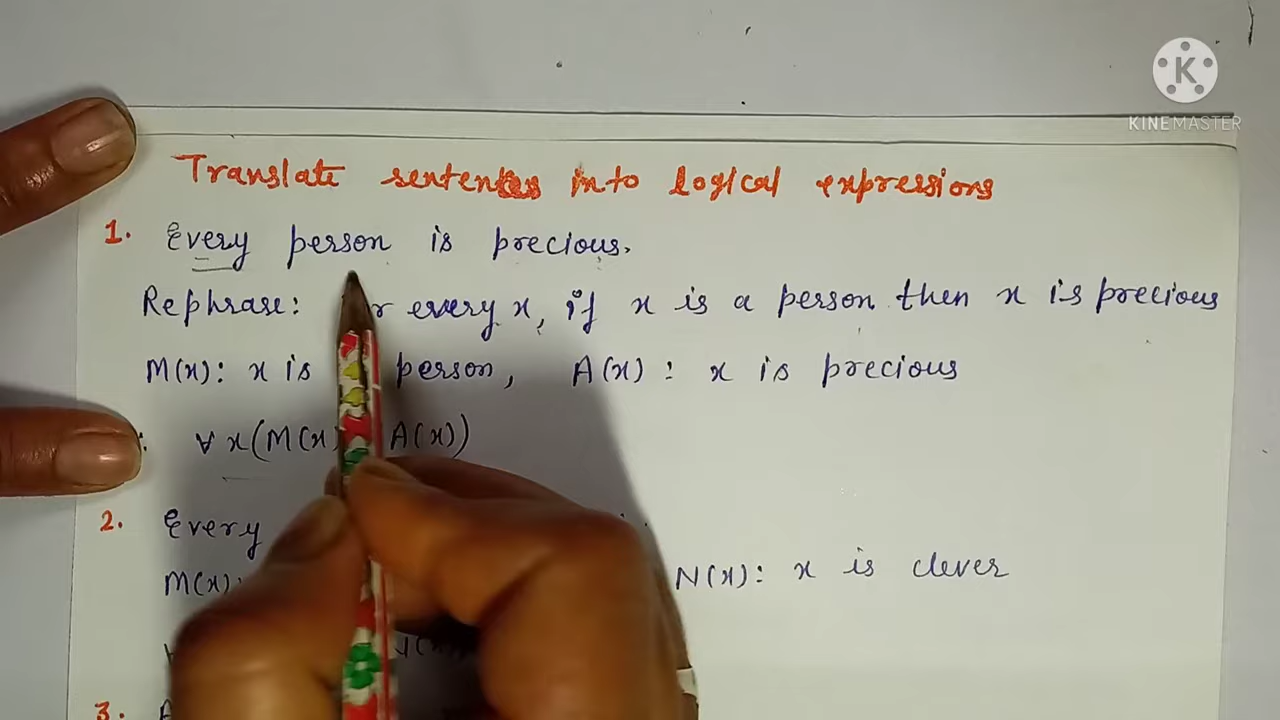 KINEMASTER
Translate sentences into logical expressions
1. Every person is precious.
Rephrase: every x, if x is a person then x is precious
M(x): x is person, A(x): x is precious
∀x(M(x) A(x))
2. Every
M(x): N(x): x is clever
3.